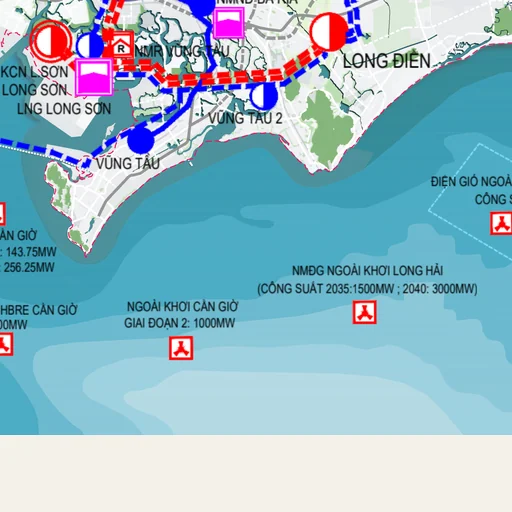 NMNĐ BÀ RỊA
R
NMR VŨNG TÀU
KCN L.SƠN
LONG SƠN
LNG LONG SƠN
LONG ĐIỀN
VŨNG TÀU 2
VŨNG TÀU
ĐIỆN GIÓ NGOÀ
CÔNG S
ẦN GIỜ
: 143.75MW
: 256.25MW
NMĐG NGOÀI KHƠI LONG HẢI
(CÔNG SUẤT 2035:1500MW ; 2040: 3000MW)
HBRE CẦN GIỜ
00MW
NGOÀI KHƠI CẦN GIỜ
GIAI ĐOẠN 2: 1000MW